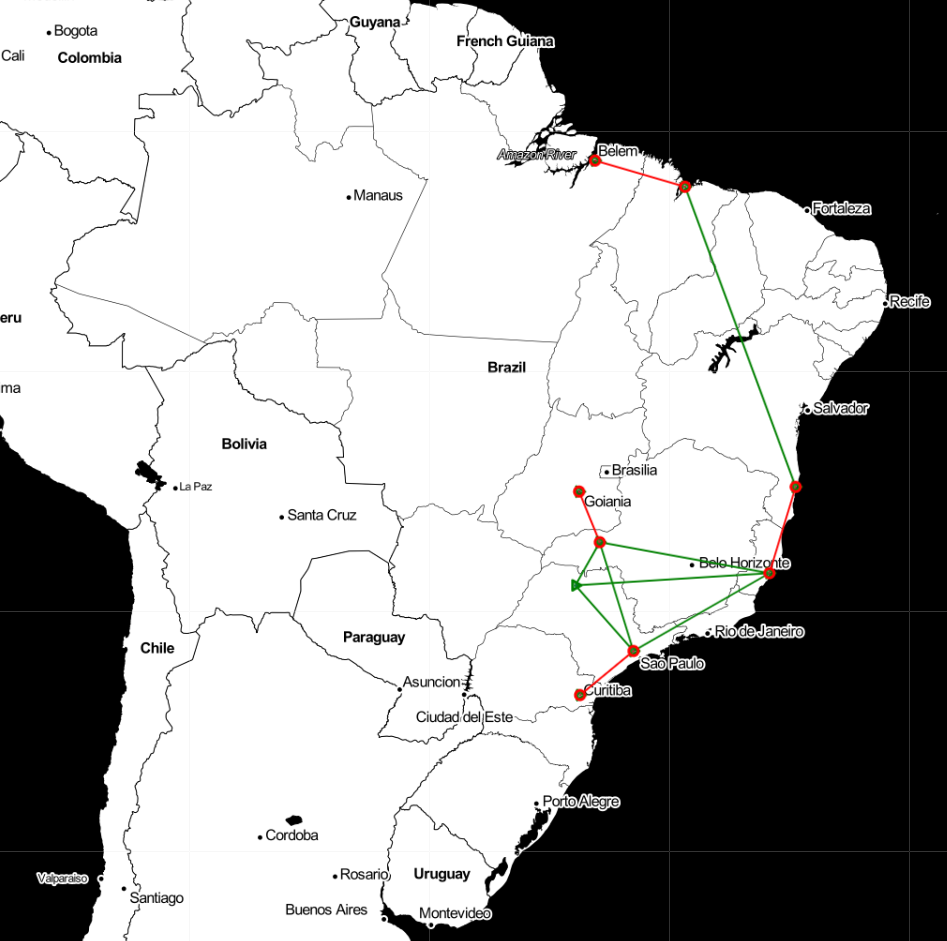 Guyana
Bogota
French Guiana
Cali
Colombia
Belem
Amazon River
Manaus
Fortaleza
Recife
eru
Brazil
ma
Salvador
Bolivia
Brasilia
La Paz
Goiania
Santa Cruz
Belo Horizonte
Rio de Janeiro
Paraguay
Chile
Sao Paulo
Asuncion
Curitiba
Ciudad del Este
Porto Alegre
Cordoba
Rosario
Uruguay
Valparaiso
Santiago
Buenos Aires
Montevideo